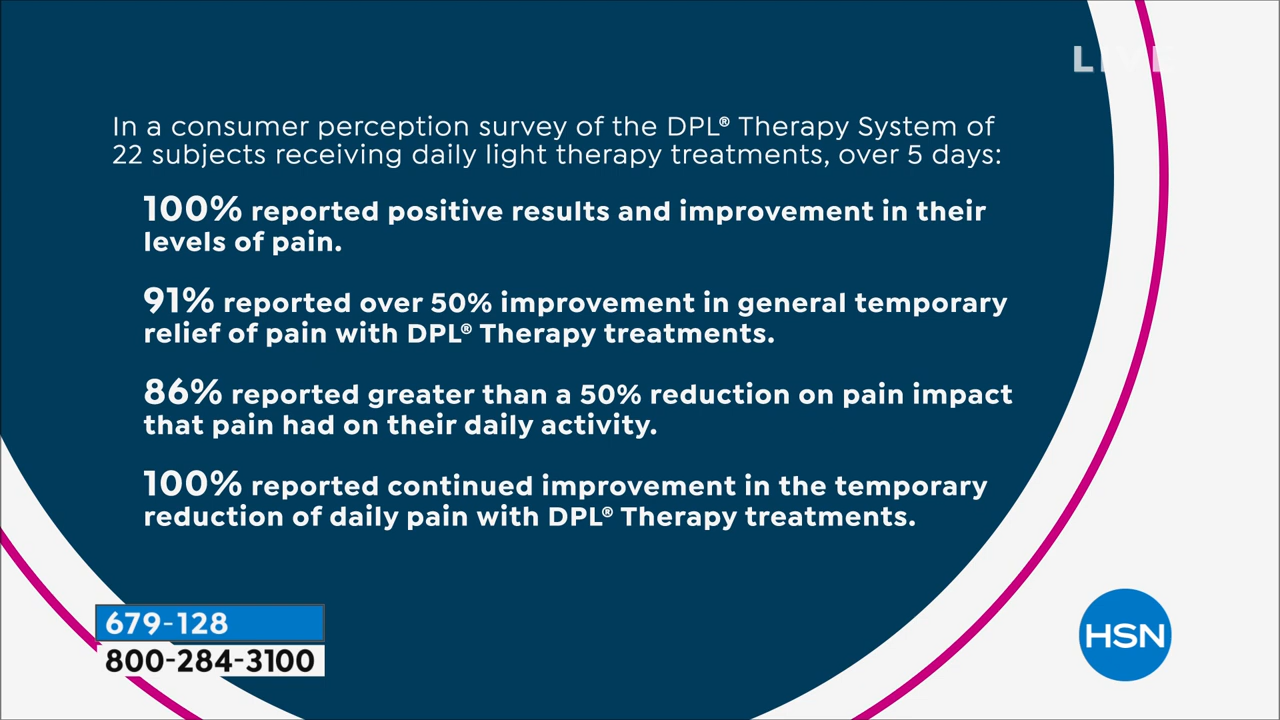 LIVE
In a consumer perception survey of the DPL® Therapy System of
22 subjects receiving daily light therapy treatments, over 5 days:
100% reported positive results and improvement in their
levels of pain.
91% reported over 50% improvement in general temporary
relief of pain with DPL® Therapy treatments.
86% reported greater than a 50% reduction on pain impact
that pain had on their daily activity.
100% reported continued improvement in the temporary
reduction of daily pain with DPL® Therapy treatments.
679-128
800-284-3100
HSN